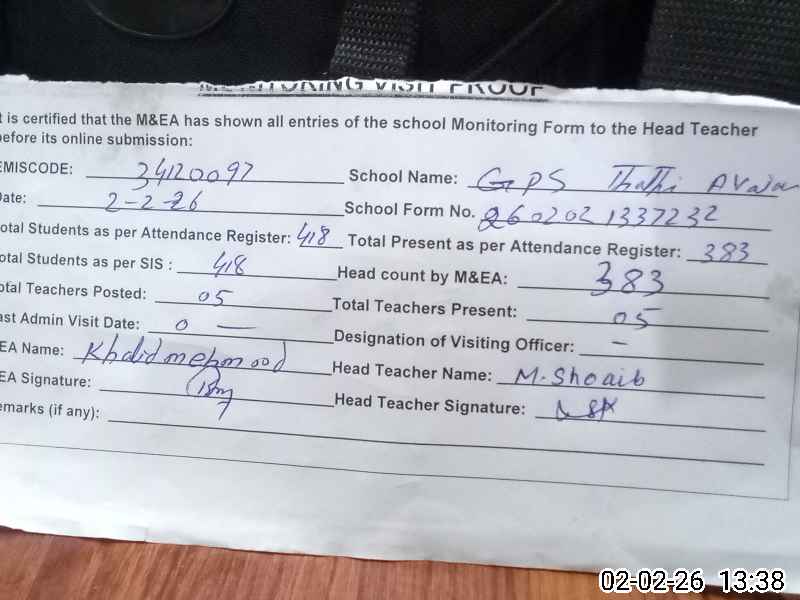 MONITORING VISIT PROOF
t is certified that the M&EA has shown all entries of the school Monitoring Form to the Head Teacher
before its online submission:
EMISCODE: 34120097 School Name: GPS Thathi
Date: 2-2-26 School Form No. 2602021337232
otal Students as per Attendance Register: 418 Total Present as per Attendance Register: 383
otal Students as per SIS : 418 Head count by M&EA: 383
otal Teachers Posted: 05 Total Teachers Present: 05
ast Admin Visit Date: 0 — Designation of Visiting Officer: –
EA Name: Khalid mehmood Head Teacher Name: M. Shoaib
EA Signature: Head Teacher Signature:
emarks (if any):
02-02-26 13:38